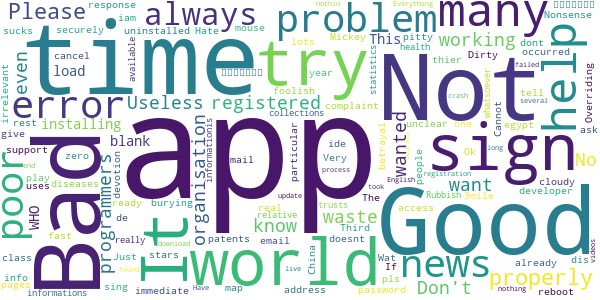 Please response iam sucks securely
always
uninstalled Hate mouse
problem
Mickey pitty health
many
lots This thier Everything nothin
Dirty Nonsense
even cancel load
time
available
try
foolish year
working dont occurred
statistics
irrelevant
error
Useless registered
complaint collections
Not
Overriding
installing
blank
organisation
informationis
particular
Wanted
unclear one
Cannot
tell several failed crash
help
egypt ask
rest give
support zero
programmers
devotion
mail
ide
Very
process
betrayal
people
sign
whatsoever
Ok long
No
poor
WHO
uses play
diseases
and
Bad
It
app
real
relative
update took
The
trusts
want
English
registration
Rubbish
Smile
cloudy
developer
fast
ready
de
burying
waste
Third
know
doesnt
access
Good
class
info
pages
really
Just
stars
patents
email
China
Wat
If
pls
already
dis
informations
sing
immediate
download
found
map
world
live
address
Have
news
password
Don't
properly
nothing
reboot
videos